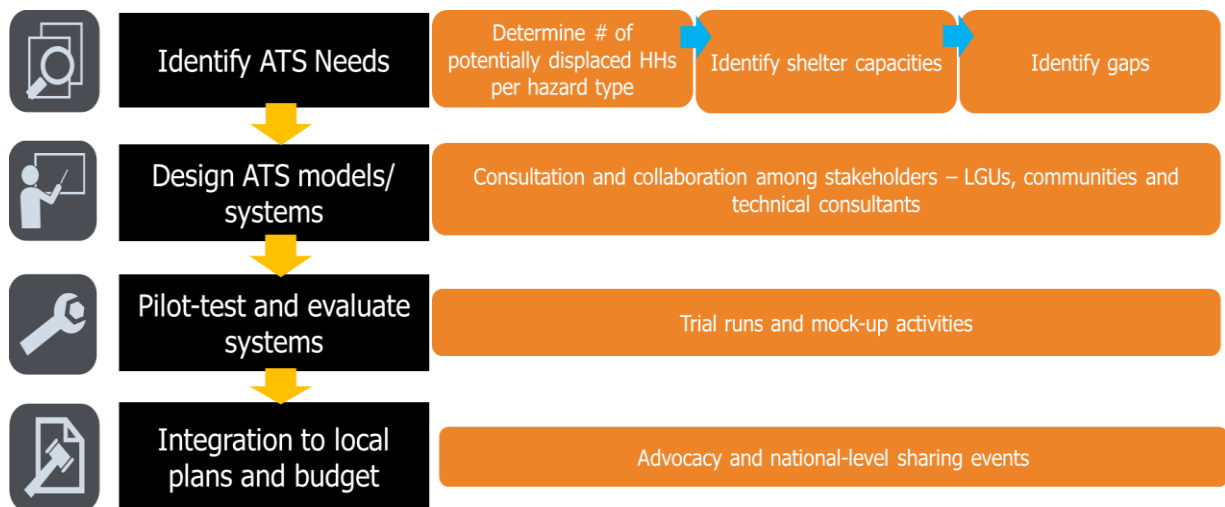 Identify ATS Needs
Determine # of
potentially displaced HHs
per hazard type
Identify shelter capacities
Identify gaps
Design ATS models/
systems
Consultation and collaboration among stakeholders – LGUs, communities and
technical consultants
Pilot-test and evaluate
systems
Trial runs and mock-up activities
Integration to local
plans and budget
Advocacy and national-level sharing events